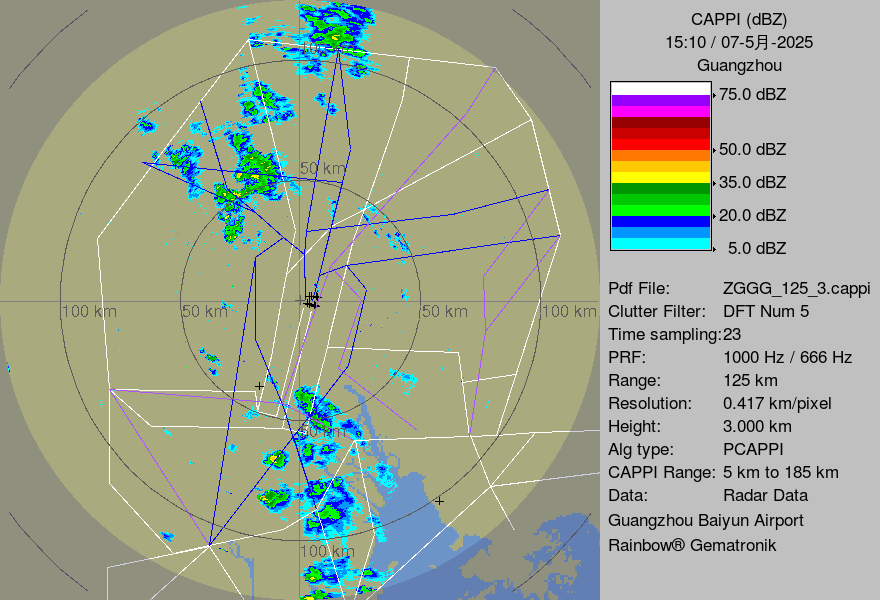 CAPPI (dBZ)
15:10 / 07-5月-2025
Guangzhou
75.0 dBZ
50.0 dBZ
35.0 dBZ
20.0 dBZ
5.0 dBZ
Pdf File: ZGGG_125_3.cappi
Clutter Filter: DFT Num 5
Time sampling:23
PRF: 1000 Hz / 666 Hz
Range: 125 km
Resolution: 0.417 km/pixel
Height: 3.000 km
Alg type: PCAPPI
CAPPI Range: 5 km to 185 km
Data: Radar Data
Guangzhou Baiyun Airport
Rainbow® Gematronik
50 km
100 km
50 km
50 km
100 km
50 km
100 km